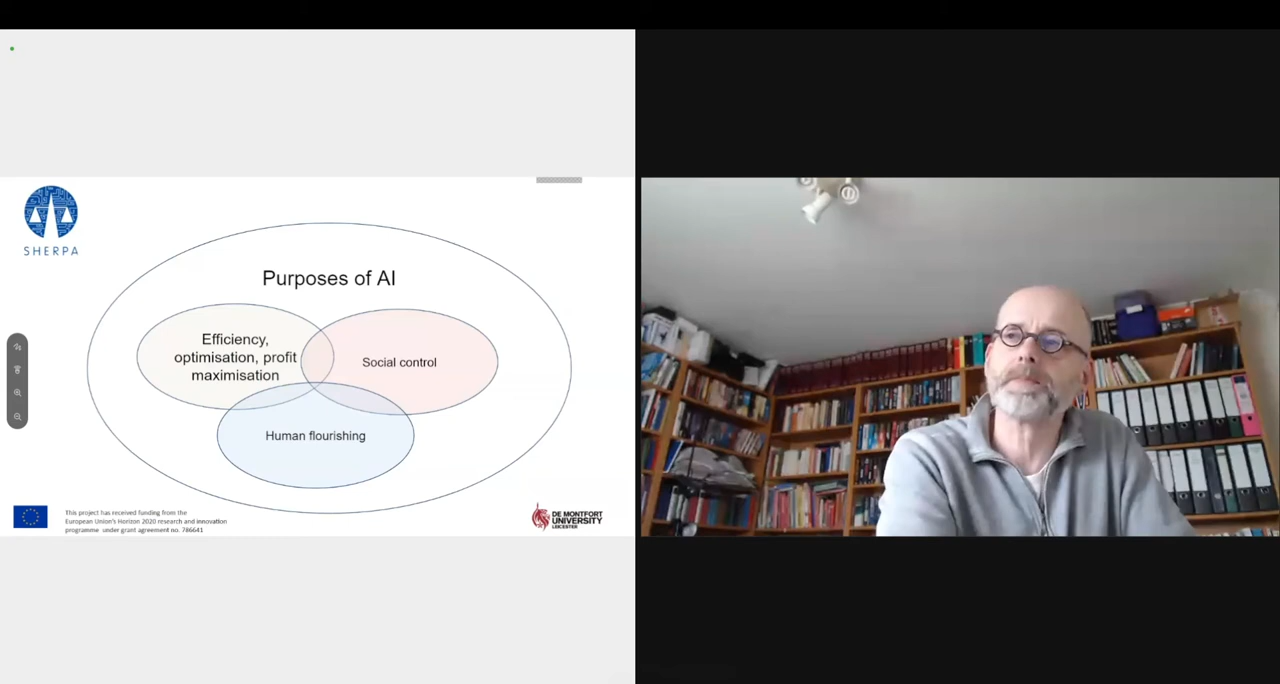 SHERPA
Purposes of AI
Efficiency,
optimisation, profit
maximisation
Social control
Human flourishing
This project has received funding from the
European Union's Horizon 2020 research and innovation
programme under grant agreement no. 786641
DE MONTFORT
UNIVERSITY
LEICESTER